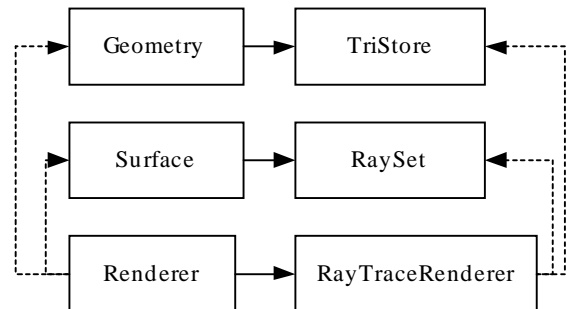 Geometry
TriStore
Surface
RaySet
Renderer
RayTraceRenderer